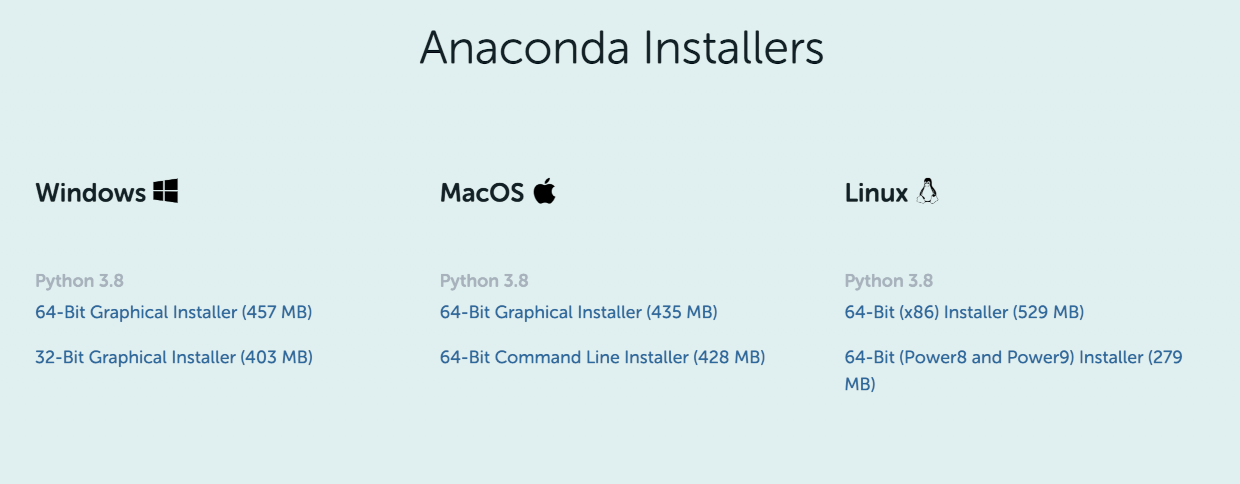 Anaconda Installers
Windows
Python 3.8
64-Bit Graphical Installer (457 MB)
32-Bit Graphical Installer (403 MB)
MacOS
Python 3.8
64-Bit Graphical Installer (435 MB)
64-Bit Command Line Installer (428 MB)
Linux
Python 3.8
64-Bit (x86) Installer (529 MB)
64-Bit (Power8 and Power9) Installer (279
MB)